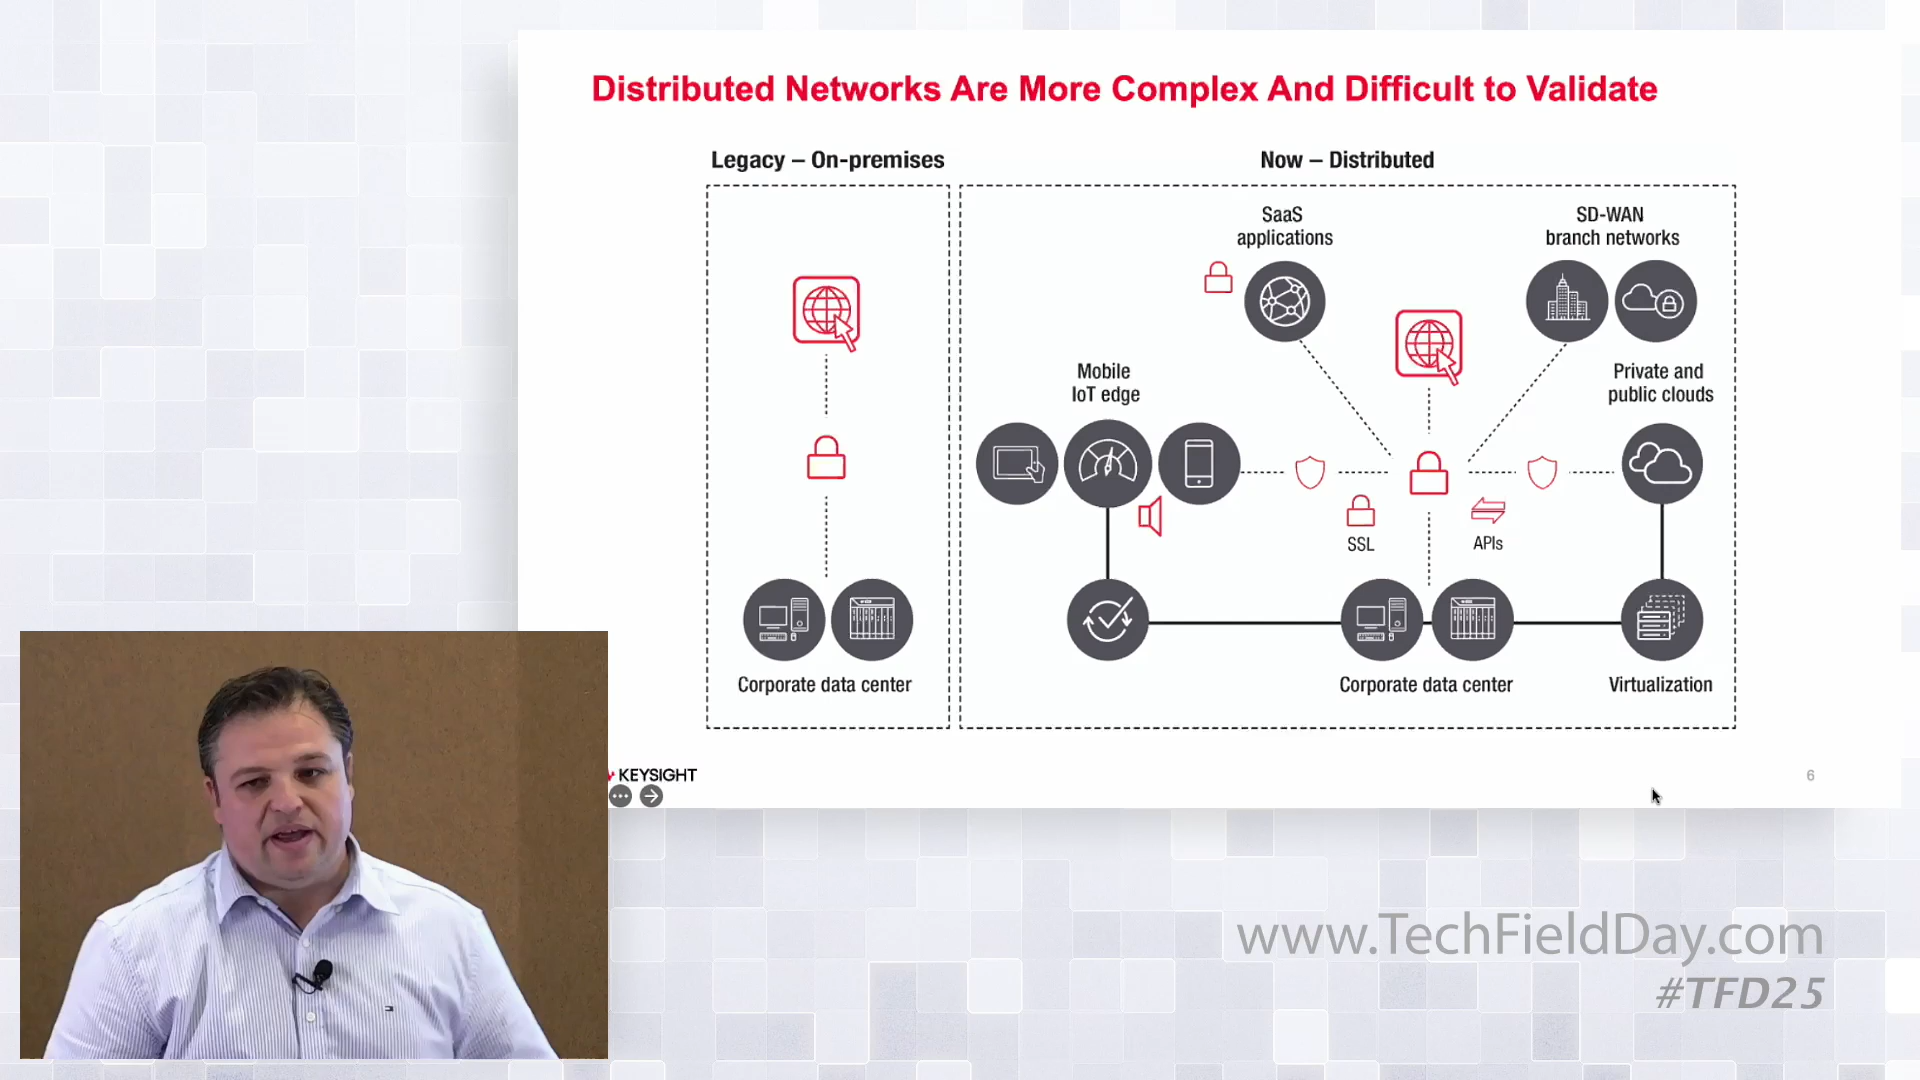 Distributed Networks Are More Complex And Difficult to Validate
Legacy – On-premises
Now – Distributed
SaaS
applications
SD-WAN
branch networks
Mobile
IoT edge
Private and
public clouds
SSL
APIs
Corporate data center
Corporate data center
Virtualization
KEYSIGHT
6
www.TechFieldDay.com
#TFD25